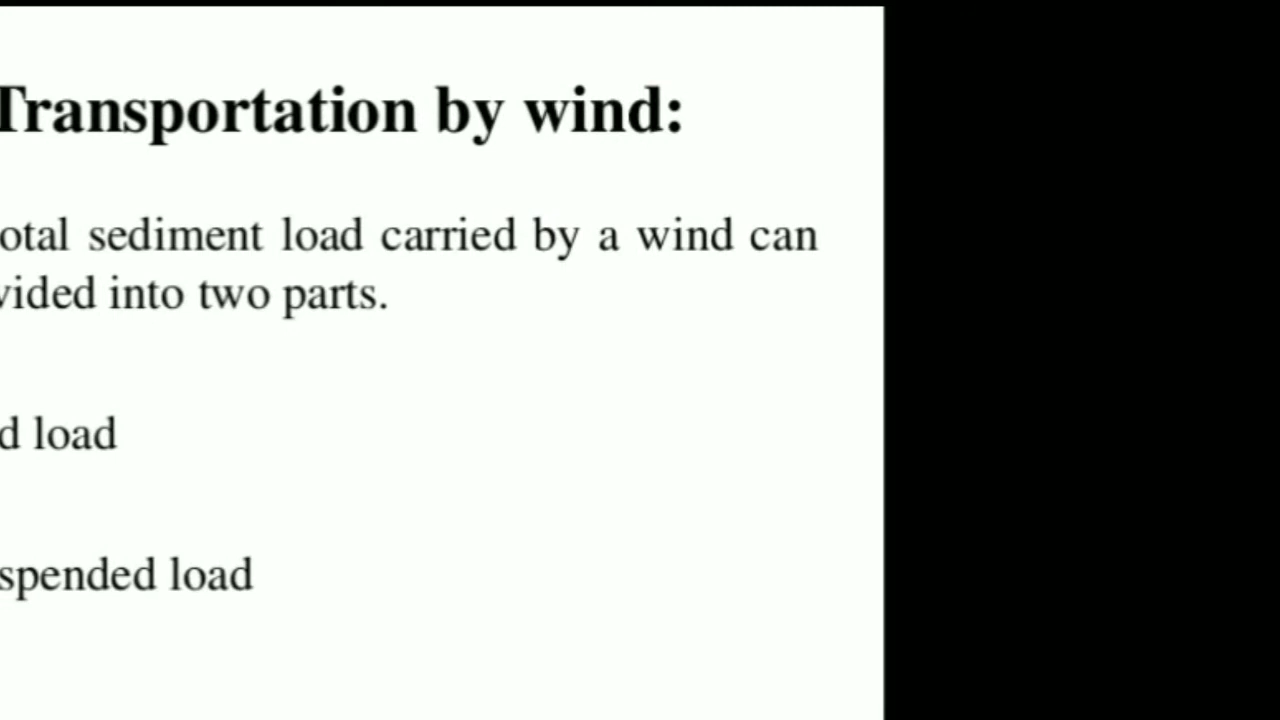 Transportation by wind:
otal sediment load carried by a wind can
vided into two parts.
d load
spended load